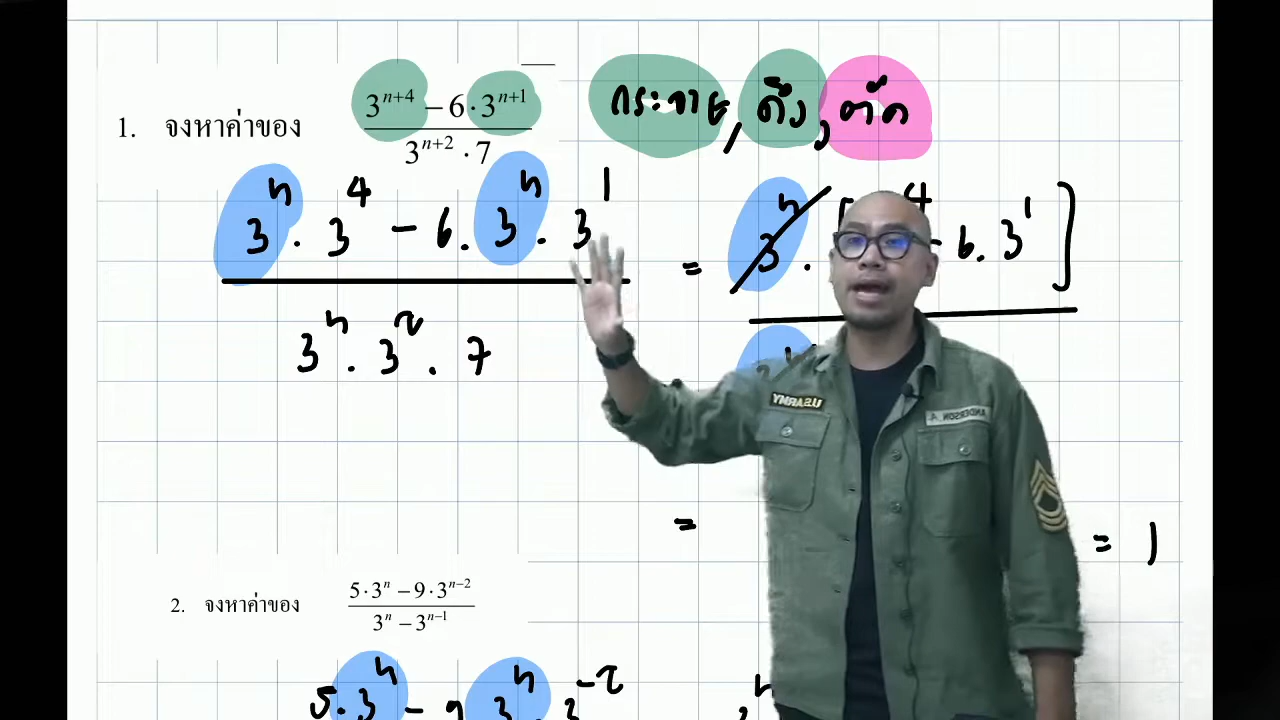 1. จงหาค่าของ 3^{n+4} – 6·3^{n+1} / 3^{n+2}·7
กระจาย, ดึง, ตัด
3^n · 3^4 – 6 · 3^n · 3^1
3^n · 3^2 · 7
= 3^n · [ 4 – 6 · 3^1 ]
U.S.ARMY
ANDERSON. A.
= = 1
2. จงหาค่าของ 5·3^n – 9·3^{n–2} / 3^n – 3^{n–1}
5 · 3^n – 9 3^n · 3^{–2}